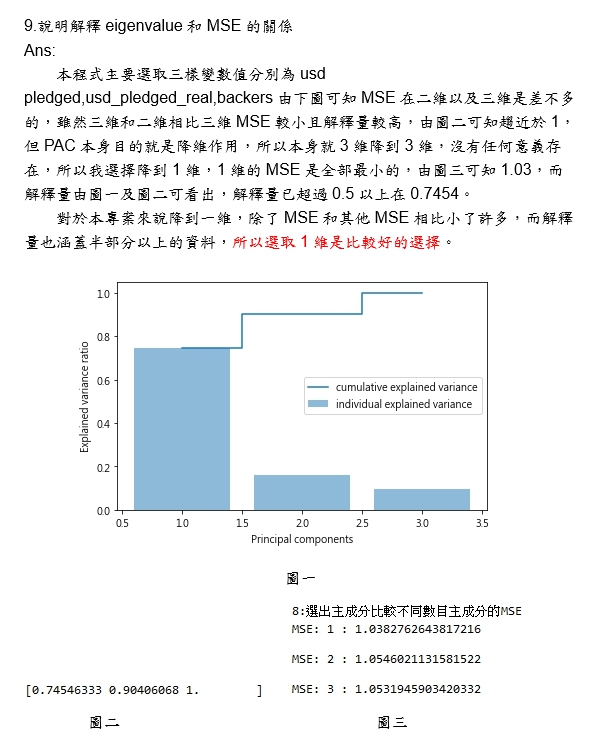 9.說明解釋 eigenvalue 和 MSE 的關係
Ans:
本程式主要選取三樣變數值分別為 usd
pledged,usd_pledged_real,backers 由下圖可知 MSE 在二維以及三維是差不多
的，雖然三維和二維相比三維 MSE 較小且解釋量較高，由圖二可知趨近於 1，
但 PAC 本身目的就是降維作用，所以本身就 3 維降到 3 維，沒有任何意義存
在，所以我選擇降到 1 維，1 維的 MSE 是全部最小的，由圖三可知 1.03，而
解釋量由圖一及圖二可看出，解釋量已超過 0.5 以上在 0.7454。
對於本專案來說降到一維，除了 MSE 和其他 MSE 相比小了許多，而解釋
量也涵蓋半部分以上的資料，所以選取 1 維是比較好的選擇。
1.0
0.8
0.6
0.4
0.2
0.0
Explained variance ratio
cumulative explained variance
individual explained variance
0.5 1.0 1.5 2.0 2.5 3.0 3.5
Principal components
圖一
8:選出主成分比較不同數目主成分的MSE
MSE: 1 : 1.0382762643817216
MSE: 2 : 1.0546021131581522
[0.74546333 0.90406068 1. ]
MSE: 3 : 1.0531945903420332
圖二
圖三